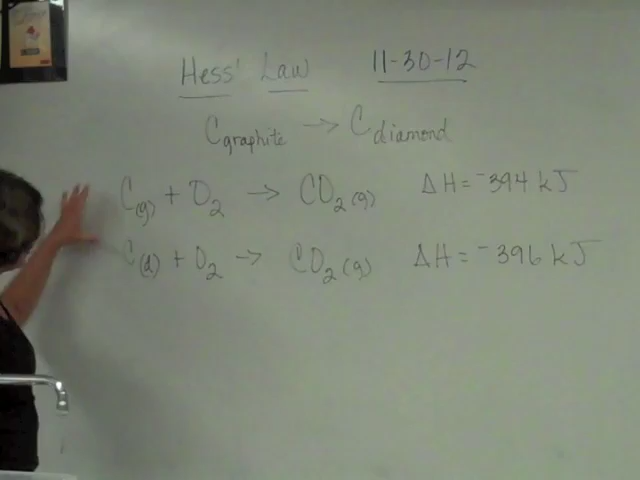 Hess' Law 11-30-12
C graphite → C diamond
C(g) + O2 → CO2(g) ΔH = -394 kJ
C(d) + O2 → CO2(g) ΔH = -396 kJ